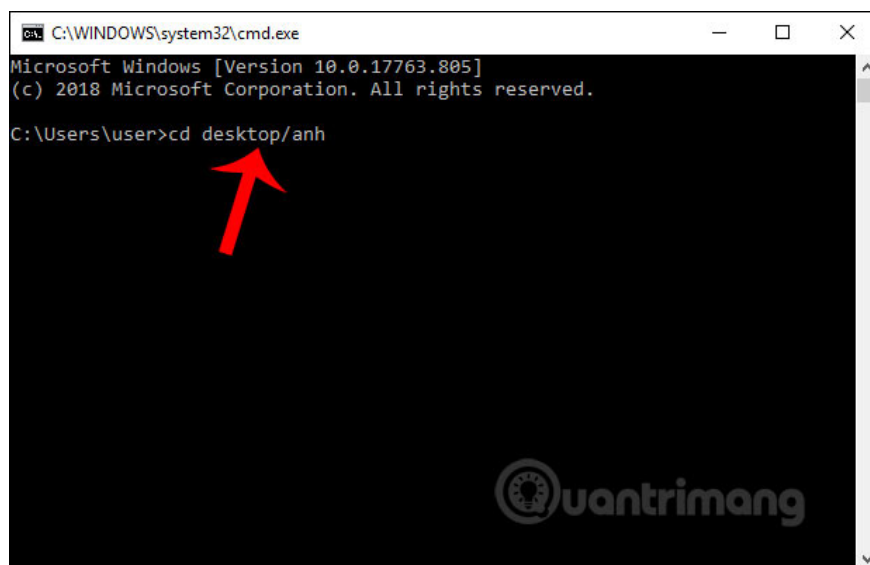 C:\WINDOWS\system32\cmd.exe
Microsoft Windows [Version 10.0.17763.805]
(c) 2018 Microsoft Corporation. All rights reserved.
C:\Users\user>cd desktop/anh
Quantrimang